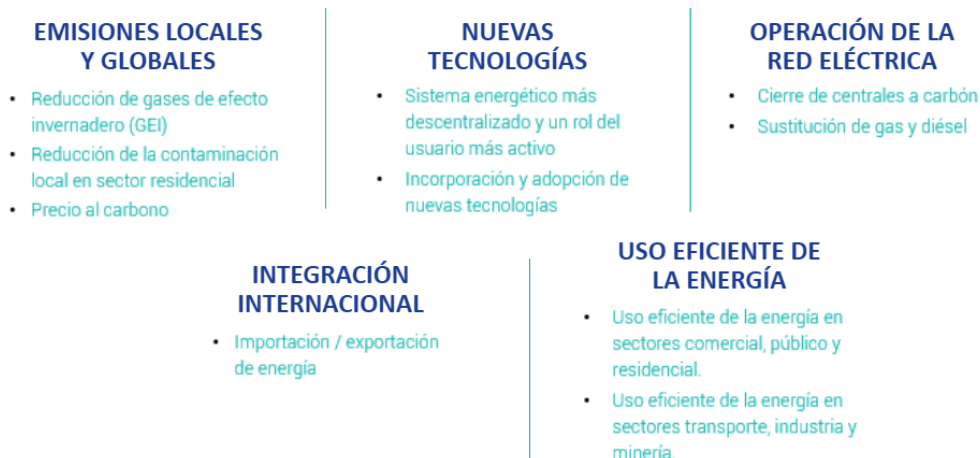 EMISIONES LOCALES
Y GLOBALES
• Reducción de gases de efecto
invernadero (GEI)
• Reducción de la contaminación
local en sector residencial
• Precio al carbono
NUEVAS
TECNOLOGÍAS
• Sistema energético más
descentralizado y un rol del
usuario más activo
• Incorporación y adopción de
nuevas tecnologías
OPERACIÓN DE LA
RED ELÉCTRICA
• Cierre de centrales a carbón
• Sustitución de gas y diésel
INTEGRACIÓN
INTERNACIONAL
• Importación / exportación
de energía
USO EFICIENTE DE
LA ENERGÍA
• Uso eficiente de la energía en
sectores comercial, público y
residencial.
• Uso eficiente de la energía en
sectores transporte, industria y
minería.